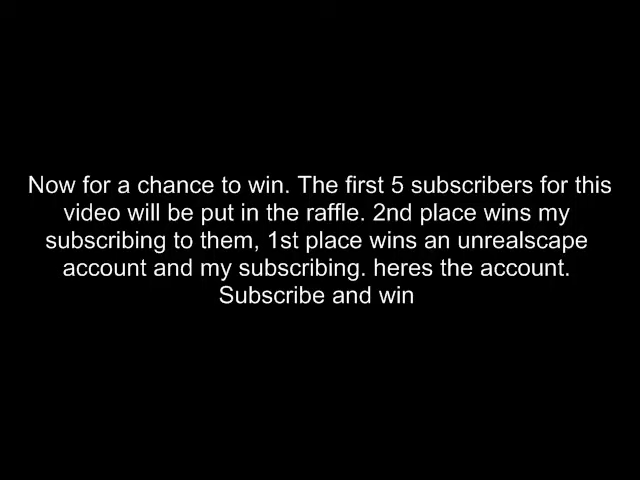 Now for a chance to win. The first 5 subscribers for this
video will be put in the raffle. 2nd place wins my
subscribing to them, 1st place wins an unrealscape
account and my subscribing. heres the account.
Subscribe and win